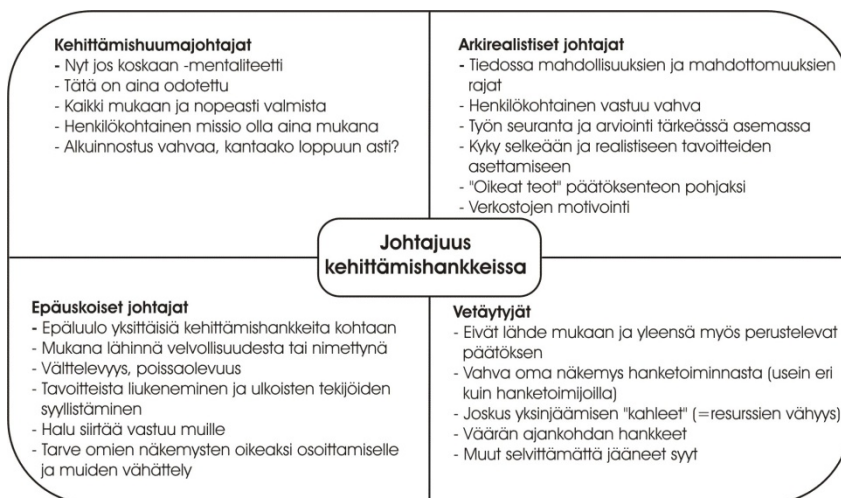 Kehittämishuumajohtajat
- Nyt jos koskaan -mentaliteetti
- Tätä on aina odotettu
- Kaikki mukaan ja nopeasti valmista
- Henkilökohtainen missio olla aina mukana
- Alkuinnostus vahvaa, kantaako loppuun asti?
Arkirealistiset johtajat
- Tiedossa mahdollisuuksien ja mahdottomuuksien
rajat
- Henkilökohtainen vastuu vahva
- Työn seuranta ja arviointi tärkeässä asemassa
- Kyky selkeään ja realistiseen tavoitteiden
asettamiseen
- "Oikeat teot" päätöksenteon pohjaksi
- Verkostojen motivointi
Johtajuus
kehittämishankkeissa
Epäuskoiset johtajat
- Epäluulo yksittäisiä kehittämishankkeita kohtaan
- Mukana lähinnä velvollisuudesta tai nimettynä
- Välttelevyys, poissaolevuus
- Tavoitteista liukeneminen ja ulkoisten tekijöiden
syyllistäminen
- Halu siirtää vastuu muille
- Tarve omien näkemysten oikeaksi osoittamiselle
ja muiden vähättely
Vetäytyjät
- Eivät lähde mukaan ja yleensä myös perustelevat
päätöksen
- Vahva oma näkemys hanketoiminnasta (usein eri
kuin hanketoimijoilla)
- Joskus yksinjäämisen "kahleet" (=resurssien vähyys)
- Väärän ajankohdan hankkeet
- Muut selvittämättä jääneet syyt